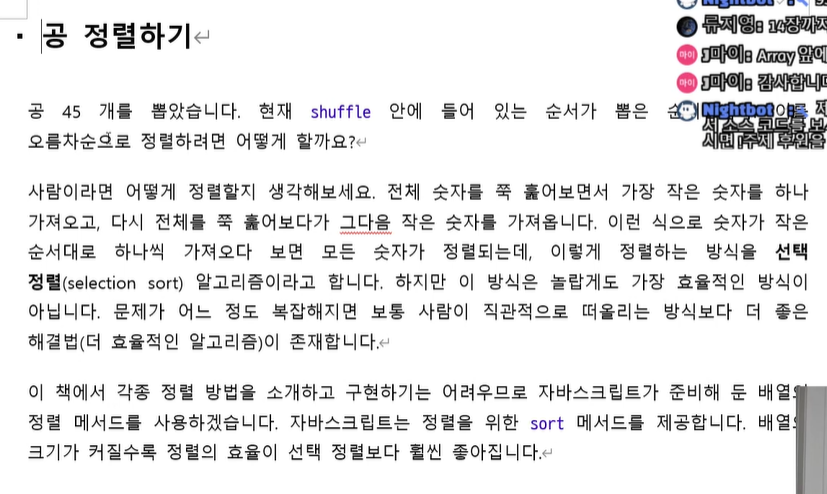 공 정렬하기
공 45 개를 뽑았습니다. 현재 shuffle 안에 들어 있는 순서가 뽑은
오름차순으로 정렬하려면 어떻게 할까요?
사람이라면 어떻게 정렬할지 생각해보세요. 전체 숫자를 쭉 훑어보면서 가장 작은 숫자를 하나
가져오고, 다시 전체를 쭉 훑어보다가 그다음 작은 숫자를 가져옵니다. 이런 식으로 숫자가 작은
순서대로 하나씩 가져오다 보면 모든 숫자가 정렬되는데, 이렇게 정렬하는 방식을 선택
정렬(selection sort) 알고리즘이라고 합니다. 하지만 이 방식은 놀랍게도 가장 효율적인 방식이
아닙니다. 문제가 어느 정도 복잡해지면 보통 사람이 직관적으로 떠올리는 방식보다 더 좋은
해결법(더 효율적인 알고리즘)이 존재합니다.
이 책에서 각종 정렬 방법을 소개하고 구현하기는 어려우므로 자바스크립트가 준비해 둔 배열의
정렬 메서드를 사용하겠습니다. 자바스크립트는 정렬을 위한 sort 메서드를 제공합니다. 배열의
크기가 커질수록 정렬의 효율이 선택 정렬보다 훨씬 좋아집니다.
Nightbot
류지영: 14장까지
마이 J마이: Array 앞에
마이 J마이: 감사합니다
Nightbot
서 소스 코드를 보
시면 주제 후원을